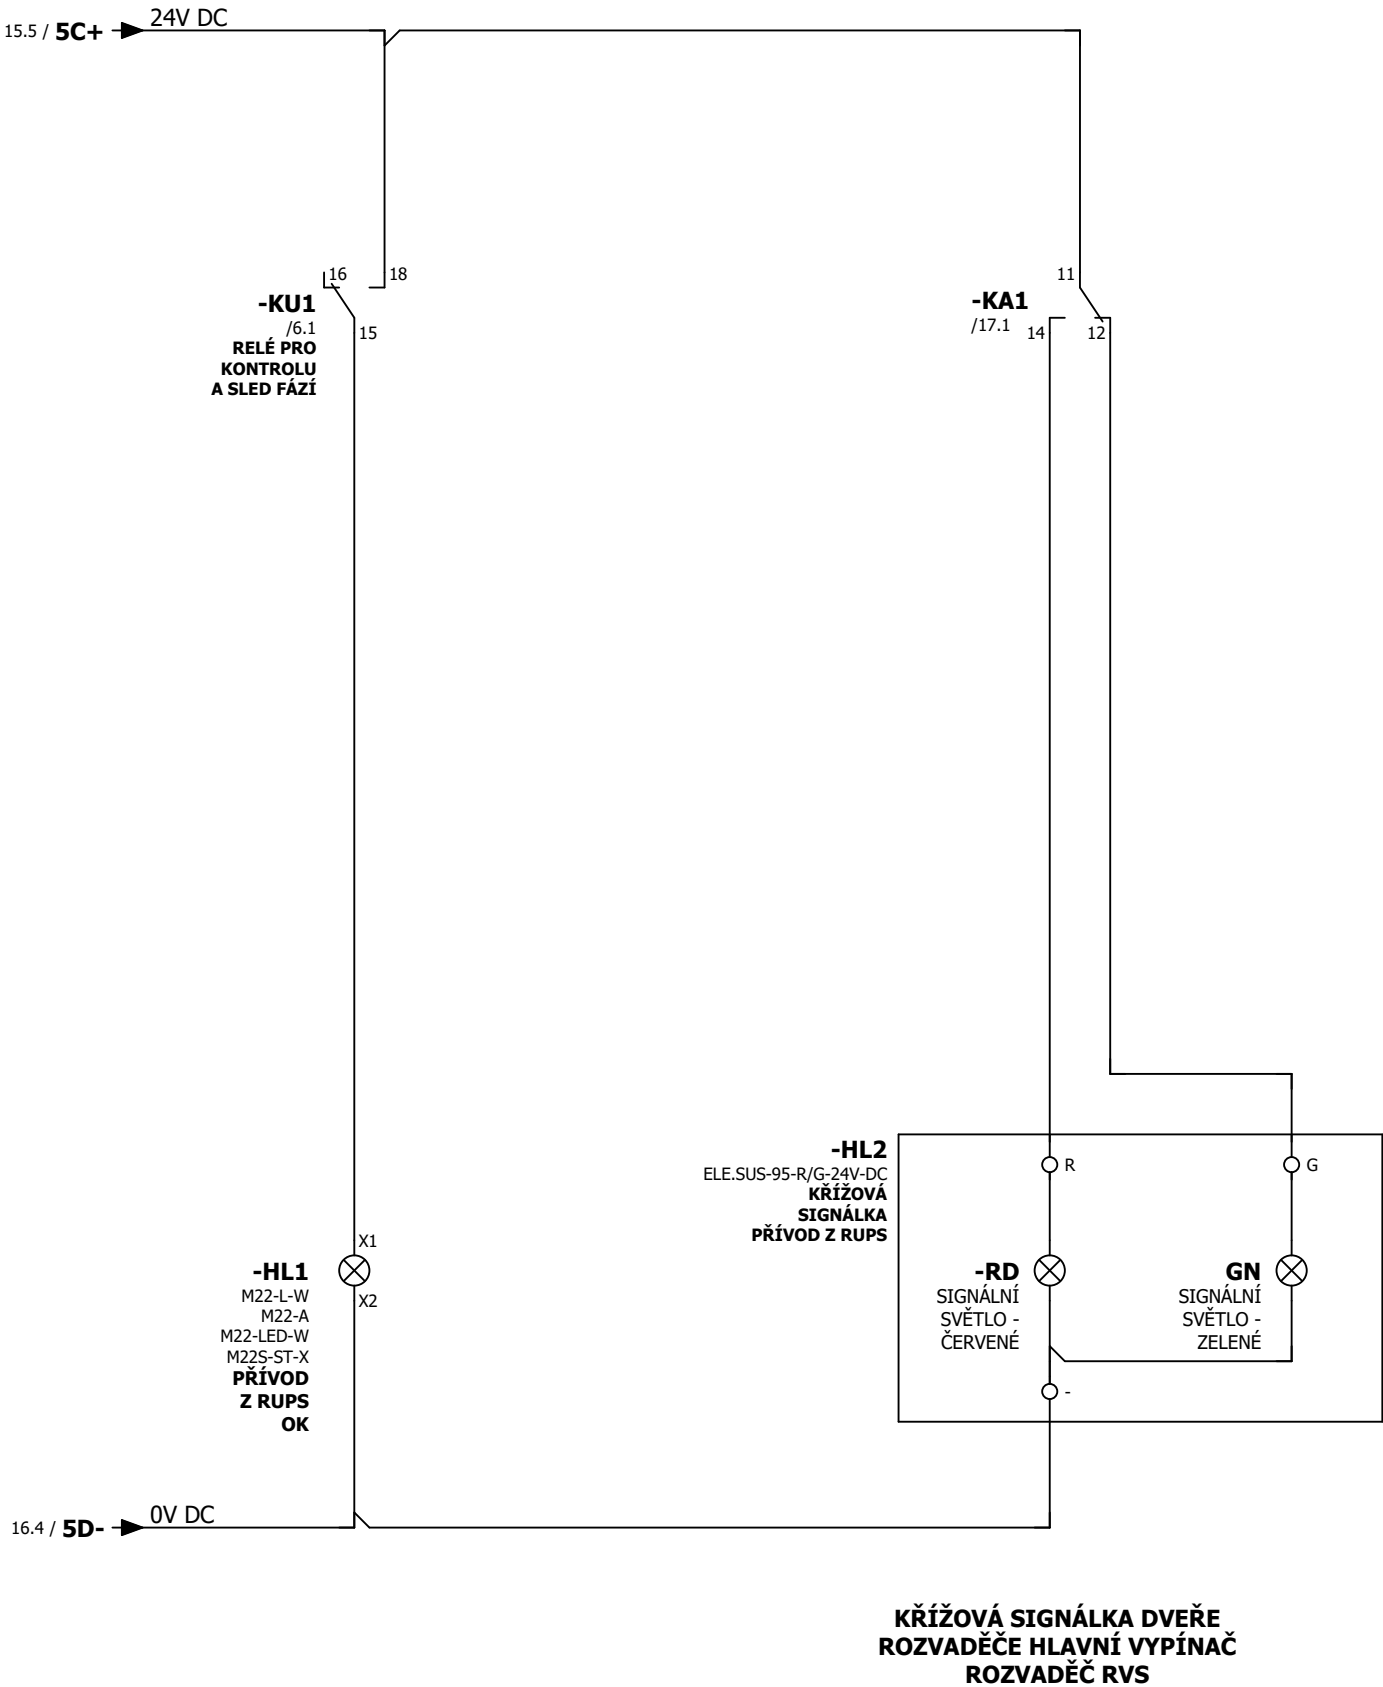 24V DC
15.5 / 5C+
16
18
-KU1
/6.1
15
RELÉ PRO
KONTROLU
A SLED FÁZÍ
11
-KA1
/17.1
14
12
-HL2
ELE.SUS-95-R/G-24V-DC
KŘÍŽOVÁ
SIGNÁLKA
PŘÍVOD Z RUPS
R
G
X1
-HL1
X2
M22-L-W
M22-A
M22-LED-W
M22S-ST-X
PŘÍVOD
Z RUPS
OK
-RD
SIGNÁLNÍ
SVĚTLO -
ČERVENÉ
GN
SIGNÁLNÍ
SVĚTLO -
ZELENÉ
-
0V DC
16.4 / 5D-
KŘÍŽOVÁ SIGNÁLKA DVEŘE
ROZVADĚČE HLAVNÍ VYPÍNAČ
ROZVADĚČ RVS